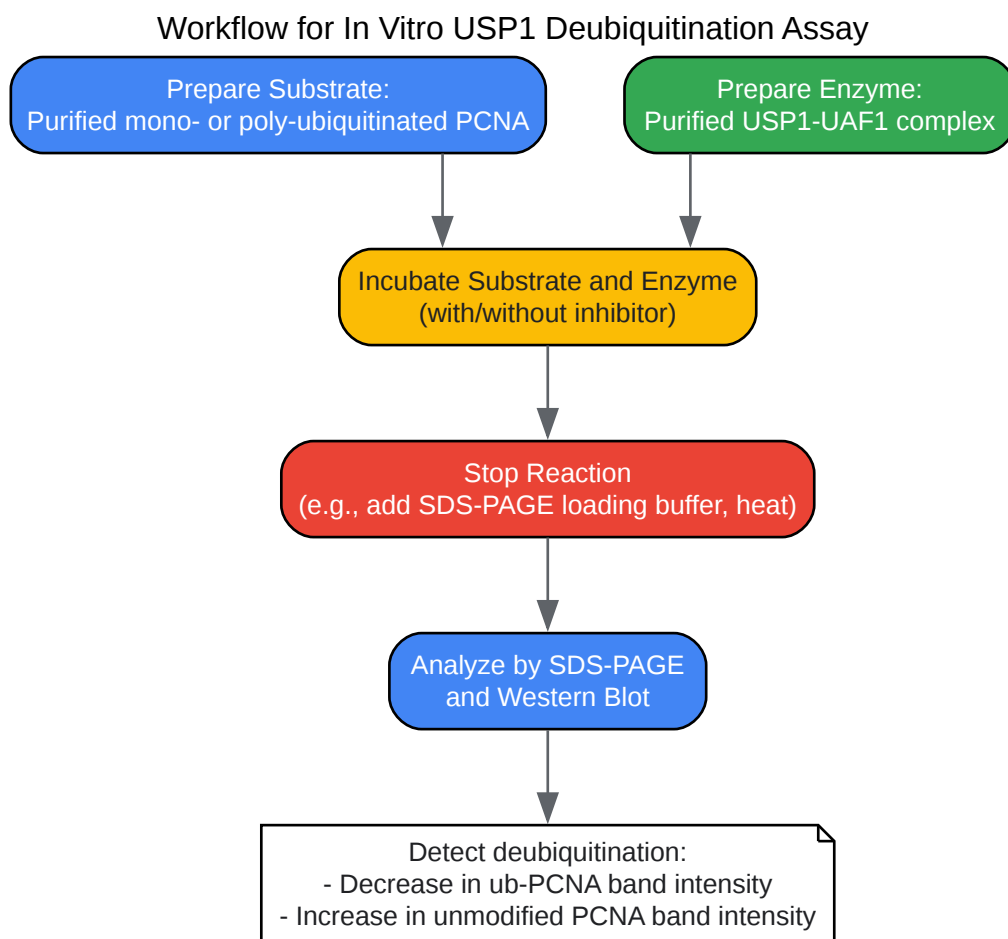 Workflow for In Vitro USP1 Deubiquitination Assay
Prepare Substrate:
Purified mono- or poly-ubiquitinated PCNA
Prepare Enzyme:
Purified USP1-UAF1 complex
Incubate Substrate and Enzyme
(with/without inhibitor)
Stop Reaction
(e.g., add SDS-PAGE loading buffer, heat)
Analyze by SDS-PAGE
and Western Blot
Detect deubiquitination:
- Decrease in ub-PCNA band intensity
- Increase in unmodified PCNA band intensity